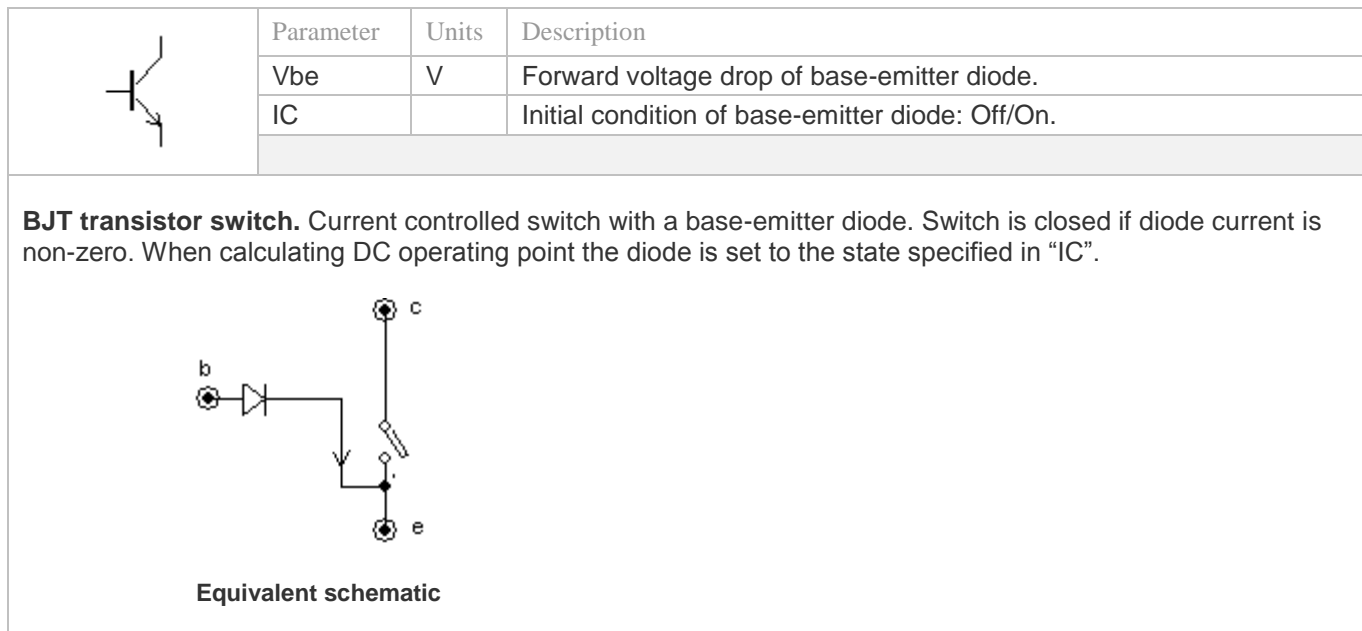 Parameter Units Description
Vbe V Forward voltage drop of base-emitter diode.
IC Initial condition of base-emitter diode: Off/On.
BJT transistor switch. Current controlled switch with a base-emitter diode. Switch is closed if diode current is
non-zero. When calculating DC operating point the diode is set to the state specified in “IC”.
c
b
e
Equivalent schematic